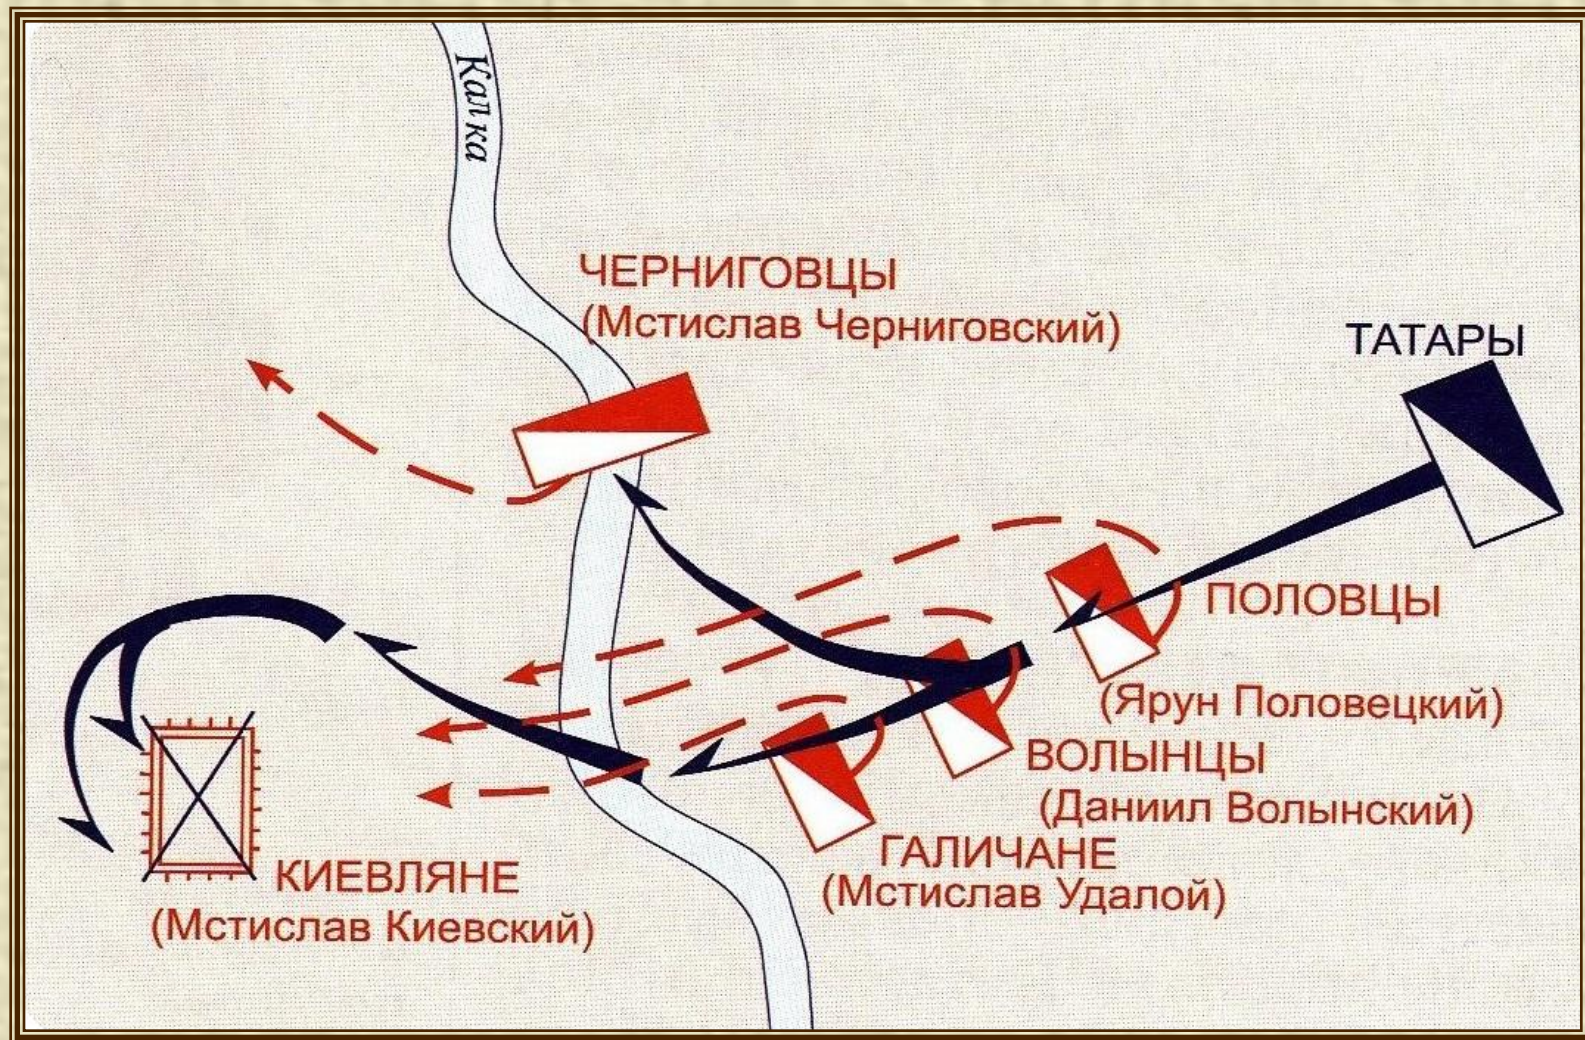 Калка
ЧЕРНИГОВЦЫ
(Мстислав Черниговский)
ТАТАРЫ
ПОЛОВЦЫ
(Ярун Половецкий)
ВОЛЫНЦЫ
(Даниил Волынский)
ГАЛИЧАНЕ
(Мстислав Удалой)
КИЕВЛЯНЕ
(Мстислав Киевский)